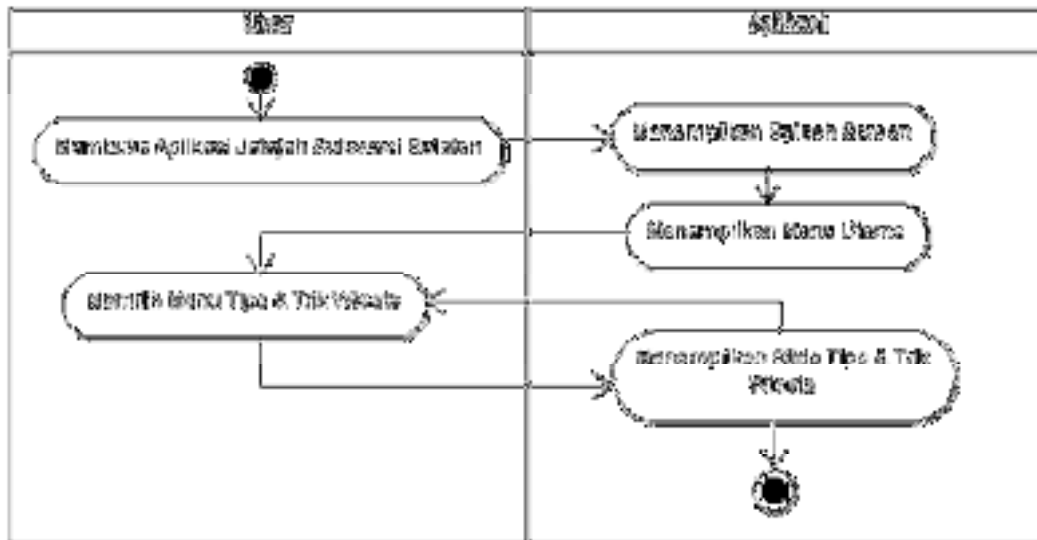 User
Aplikasi
Membuka Aplikasi Jelajah Sulawesi Selatan
Menampilkan Splash Screen
Menampilkan Menu Utama
Memilih Menu Tips & Trik Wisata
Menampilkan Tips & Trik
Wisata